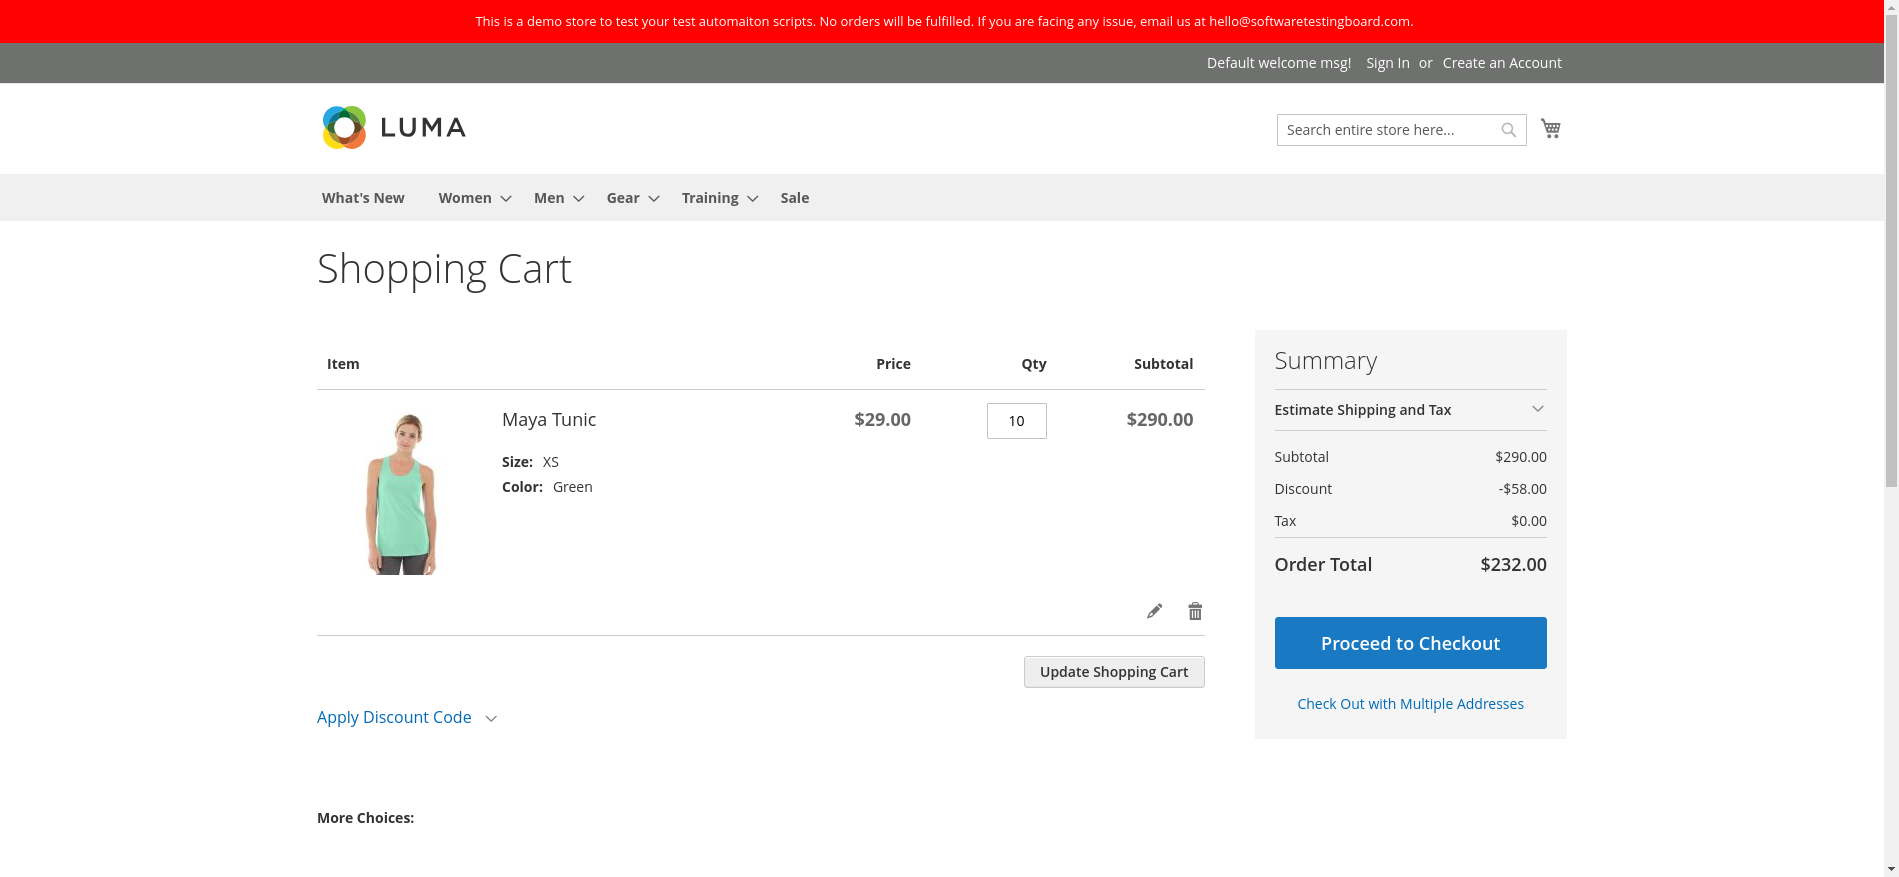 This is a demo store to test your test automaiton scripts. No orders will be fulfilled. If you are facing any issue, email us at hello@softwaretestingboard.com.
Default welcome msg! Sign In or Create an Account
LUMA
Search entire store here...
What's New Women Men Gear Training Sale
Shopping Cart
Item Price Qty Subtotal
Maya Tunic $29.00 10 $290.00
Size: XS
Color: Green
Update Shopping Cart
Apply Discount Code
Summary
Estimate Shipping and Tax
Subtotal $290.00
Discount -$58.00
Tax $0.00
Order Total $232.00
Proceed to Checkout
Check Out with Multiple Addresses
More Choices: